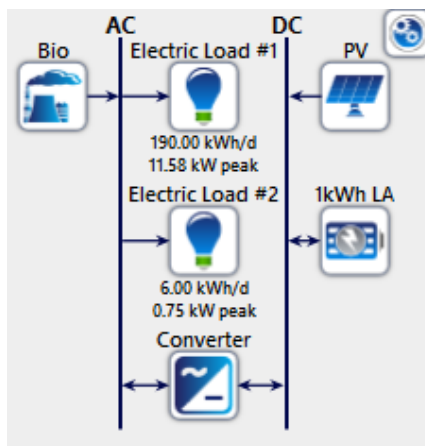 AC DC
Bio Electric Load #1 PV
190.00 kWh/d
11.58 kW peak
Electric Load #2 1kWh LA
6.00 kWh/d
0.75 kW peak
Converter